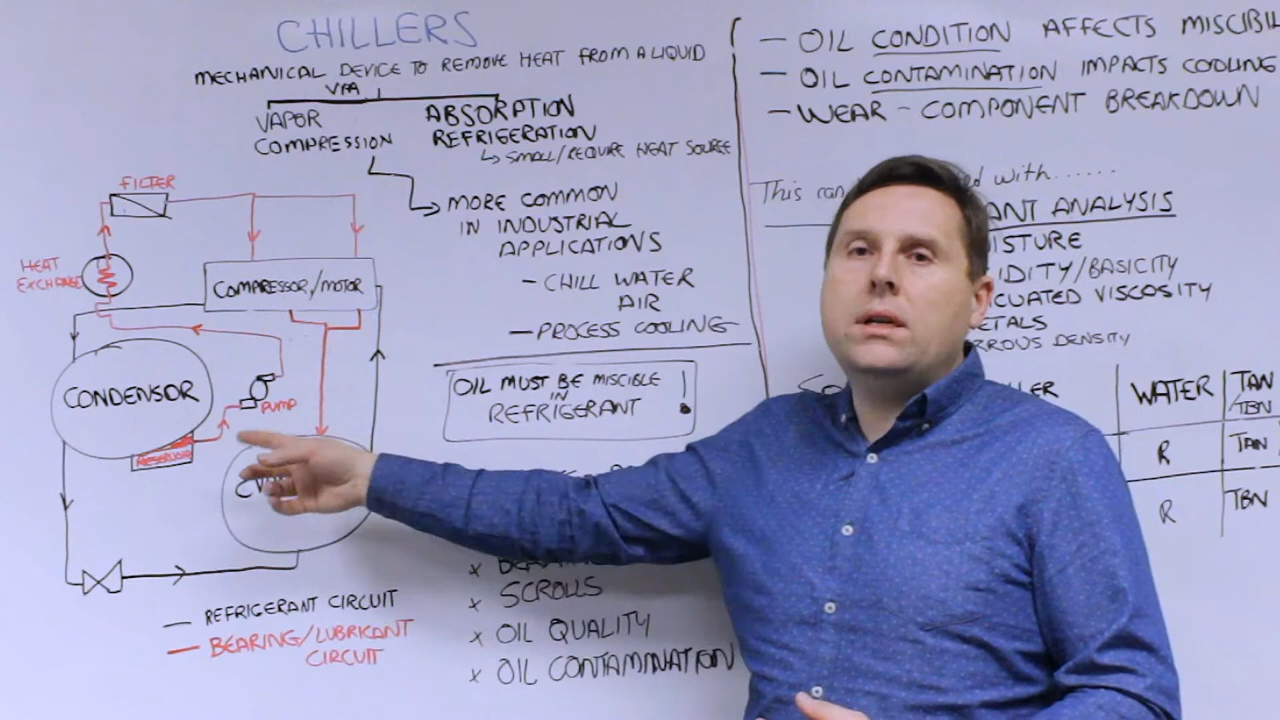 CHILLERS
MECHANICAL DEVICE TO REMOVE HEAT FROM A LIQUID
VIA
VAPOR
COMPRESSION
ABSORPTION
REFRIGERATION
SMALL/REQUIRE HEAT SOURCE
MORE COMMON
IN INDUSTRIAL
APPLICATIONS
- CHILL WATER
AIR
- PROCESS COOLING
OIL MUST BE MISCIBLE
IN
REFRIGERANT !
FILTER
HEAT
EXCHANGE
COMPRESSOR/MOTOR
CONDENSOR
PUMP
RESERVOIR
- REFRIGERANT CIRCUIT
- BEARING/LUBRICANT
CIRCUIT
x
x SCROLLS
x OIL QUALITY
x OIL CONTAMINATION
- OIL CONDITION AFFECTS MISCIBIL
- OIL CONTAMINATION IMPACTS COOLING
- WEAR - COMPONENT BREAKDOWN
This can with......
ANT ANALYSIS
ISTURE
IDITY/BASICITY
CUATED VISCOSITY
ETALS
RROUS DENSITY
LER
WATER
TAN
/TBN
R
TAN
R
TBN